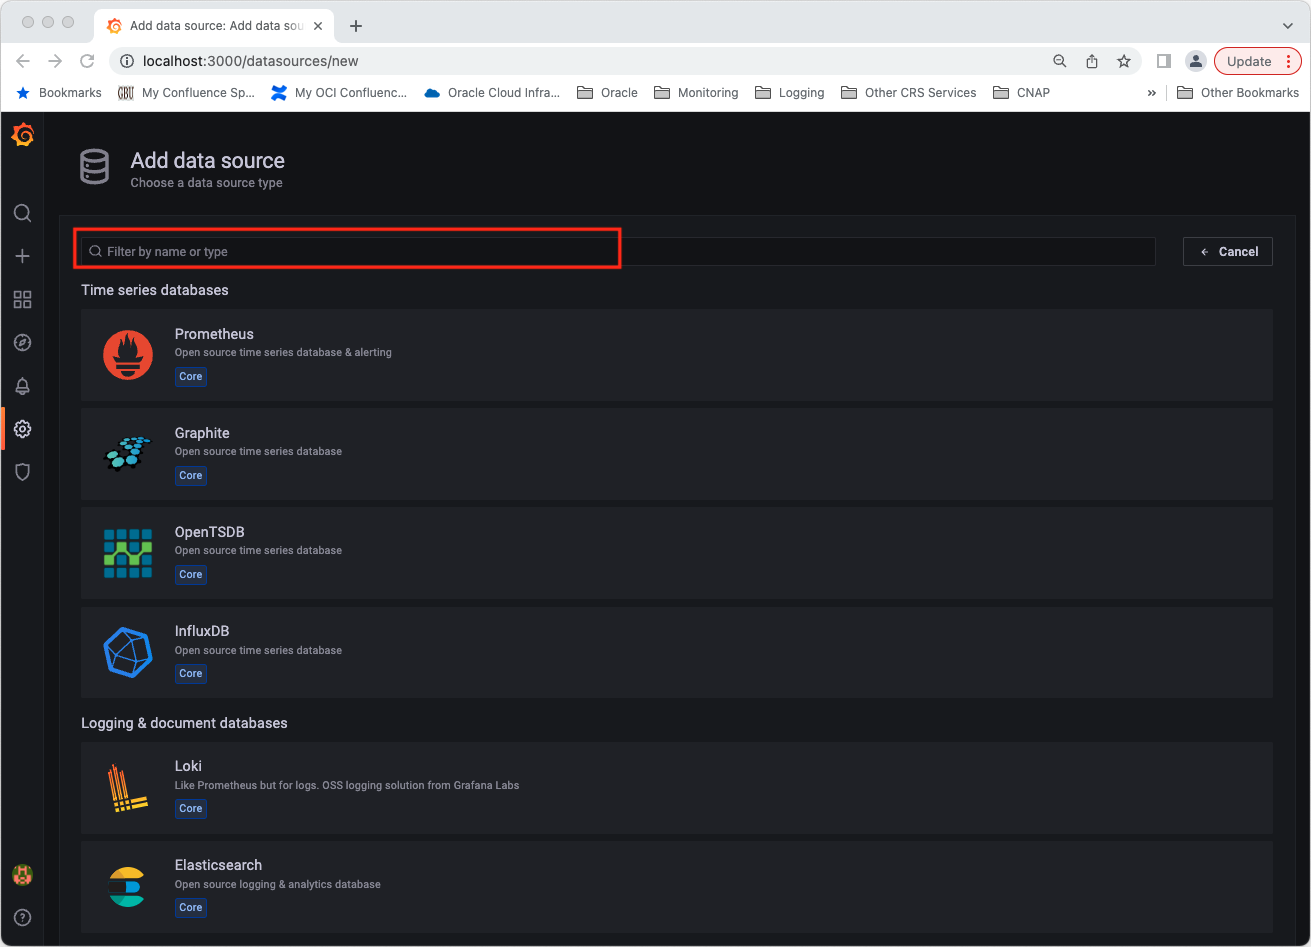 Add data source: Add data sou
localhost:3000/datasources/new
Update
Bookmarks
My Confluence Sp...
My OCI Confluenc...
Oracle Cloud Infra...
Oracle
Monitoring
Logging
Other CRS Services
CNAP
»
Other Bookmarks
Add data source
Choose a data source type
Filter by name or type
Cancel
Time series databases
Prometheus
Open source time series database & alerting
Core
Graphite
Open source time series database
Core
OpenTSDB
Open source time series database
Core
InfluxDB
Open source time series database
Core
Logging & document databases
Loki
Like Prometheus but for logs. OSS logging solution from Grafana Labs
Core
Elasticsearch
Open source logging & analytics database
Core